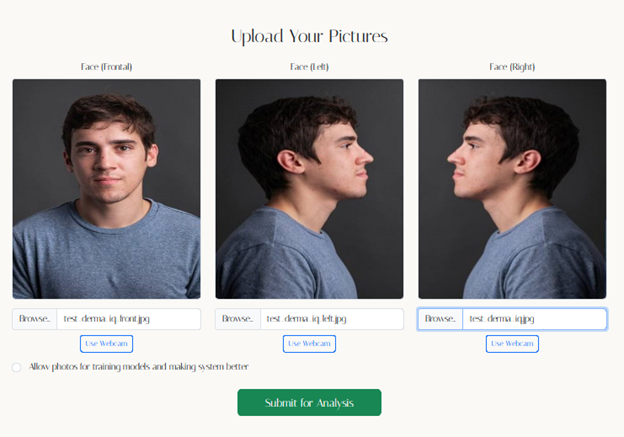 Upload Your Pictures
Face (Frontal) Face (Left) Face (Right)
Browse.. test_derma_iq_front.jpg Browse.. test_derma_iq_left.jpg Browse.. test_derma_iq.jpg
Use Webcam Use Webcam Use Webcam
Allow photos for training models and making system better
Submit for Analysis